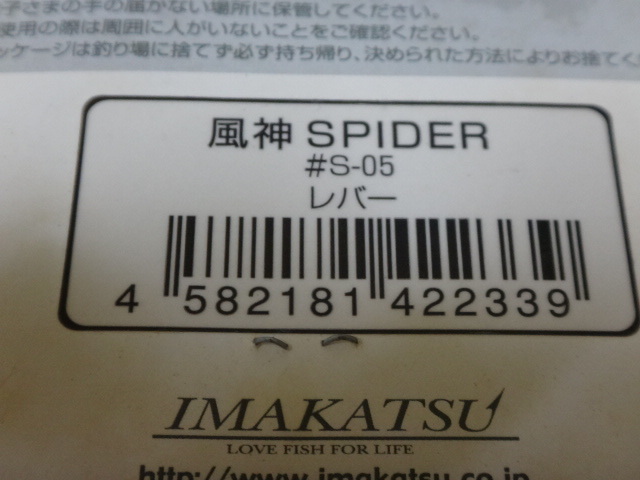 子さまの手の届かない場所に保管してください。
使用の際は周囲に人がいないことをご確認ください。
ッケージは釣り場に捨てず必ず持ち帰り、決められた方法によりお捨てく
風神 SPIDER
#S-05
レバー
4 582181 422339
IMAKATSU
LOVE FISH FOR LIFE
http://www.imakatsu.co.jp